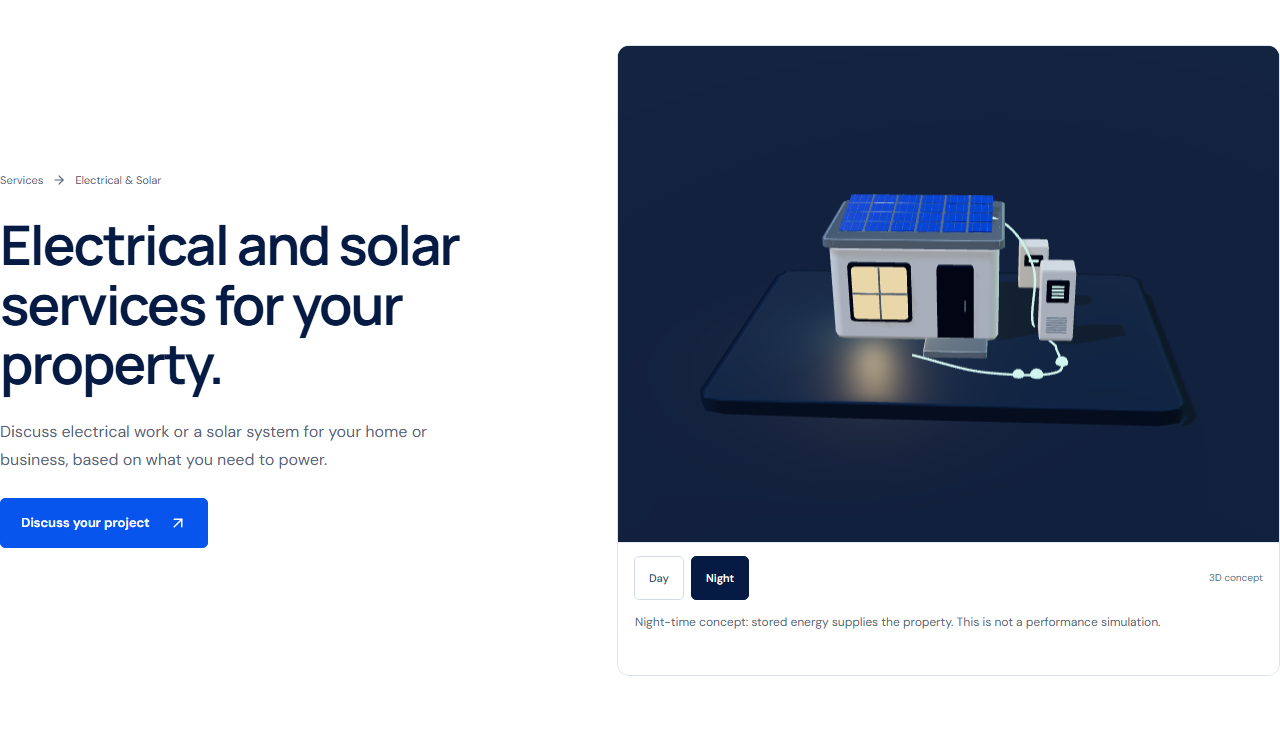 Services → Electrical & Solar
Electrical and solar
services for your
property.
Discuss electrical work or a solar system for your home or
business, based on what you need to power.
Discuss your project
Day
Night
3D concept
Night-time concept: stored energy supplies the property. This is not a performance simulation.